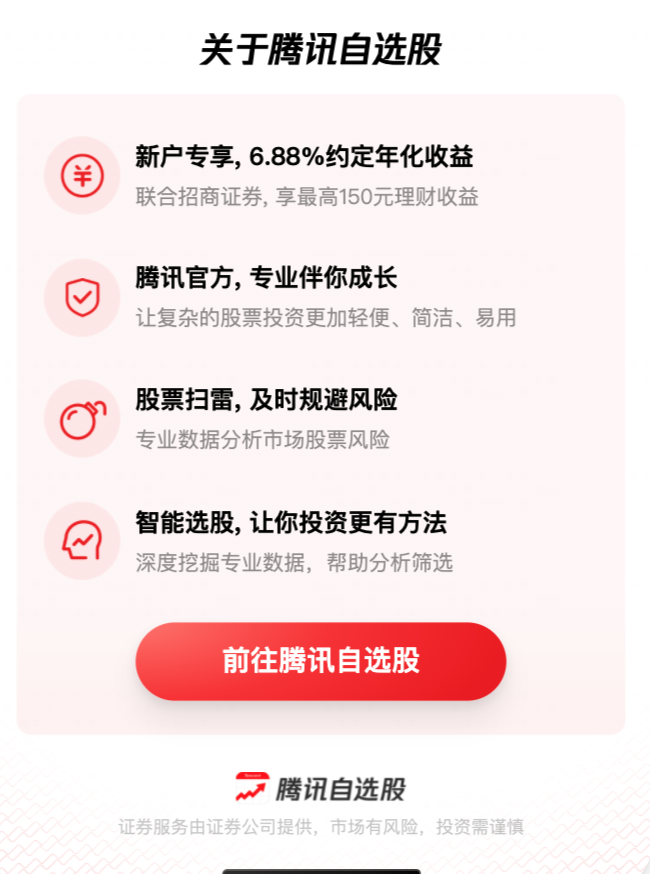 关于腾讯自选股
新户专享, 6.88%约定年化收益
联合招商证券, 享最高150元理财收益
腾讯官方, 专业伴你成长
让复杂的股票投资更加轻便、简洁、易用
股票扫雷, 及时规避风险
专业数据分析市场股票风险
智能选股, 让你投资更有方法
深度挖掘专业数据，帮助分析筛选
前往腾讯自选股
腾讯自选股
证券服务由证券公司提供，市场有风险，投资需谨慎